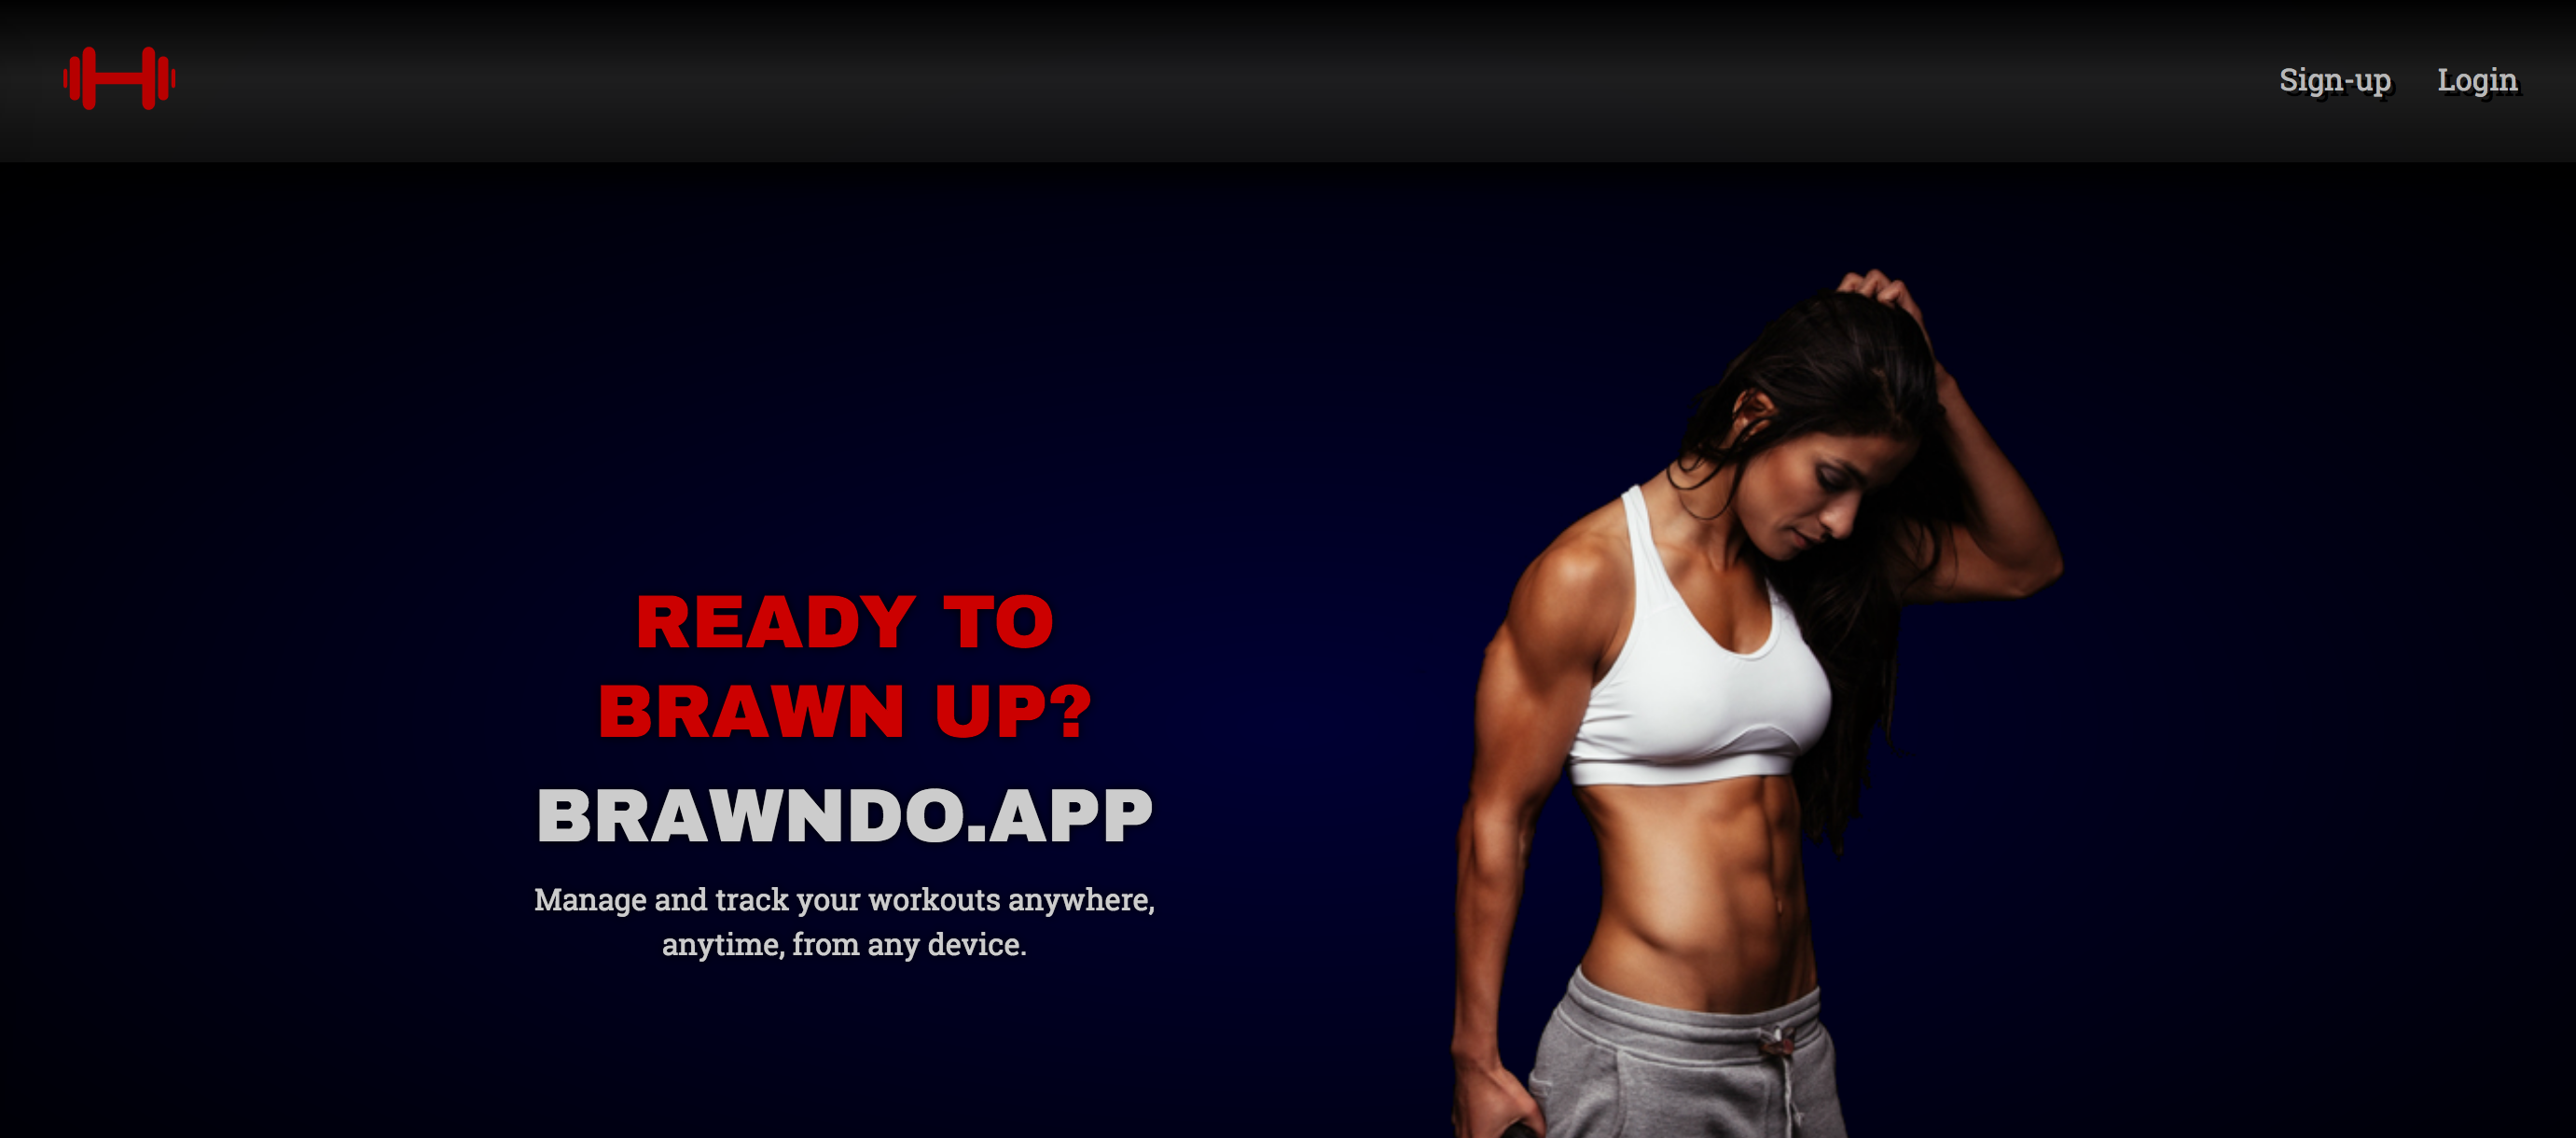 Sign-up Login
READY TO
BRAWN UP?
BRAWNDO.APP
Manage and track your workouts anywhere,
anytime, from any device.